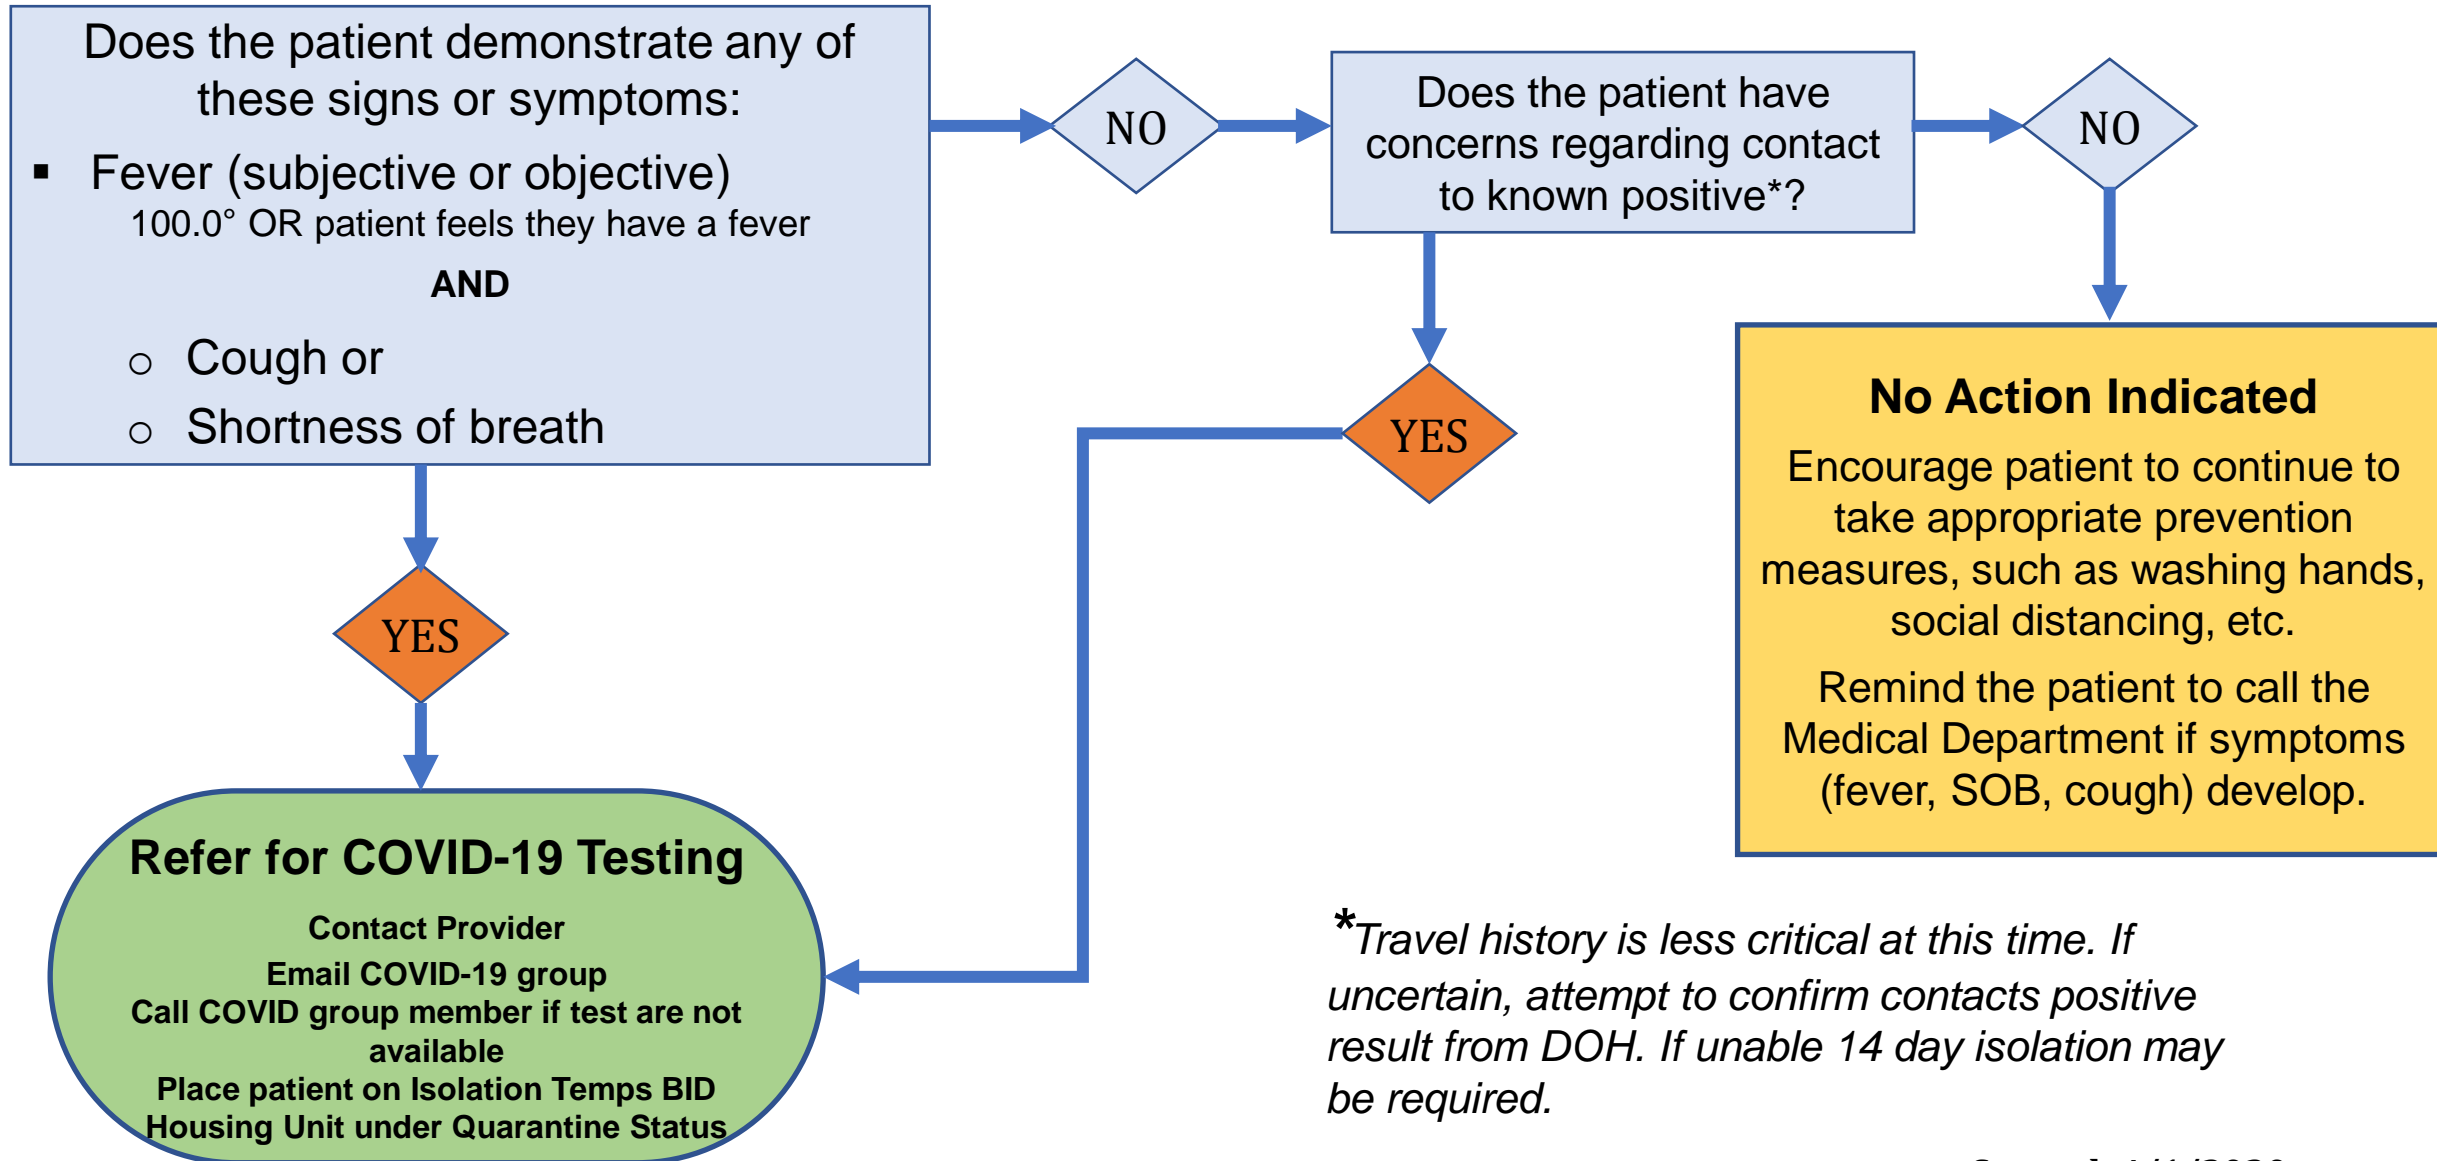 Does the patient demonstrate any of
these signs or symptoms:
▪ Fever (subjective or objective)
100.0° OR patient feels they have a fever
AND
○ Cough or
○ Shortness of breath
NO
Does the patient have
concerns regarding contact
to known positive*?
NO
YES
YES
No Action Indicated
Encourage patient to continue to
take appropriate prevention
measures, such as washing hands,
social distancing, etc.
Remind the patient to call the
Medical Department if symptoms
(fever, SOB, cough) develop.
Refer for COVID-19 Testing
Contact Provider
Email COVID-19 group
Call COVID group member if test are not
available
Place patient on Isolation Temps BID
Housing Unit under Quarantine Status
*Travel history is less critical at this time. If
uncertain, attempt to confirm contacts positive
result from DOH. If unable 14 day isolation may
be required.